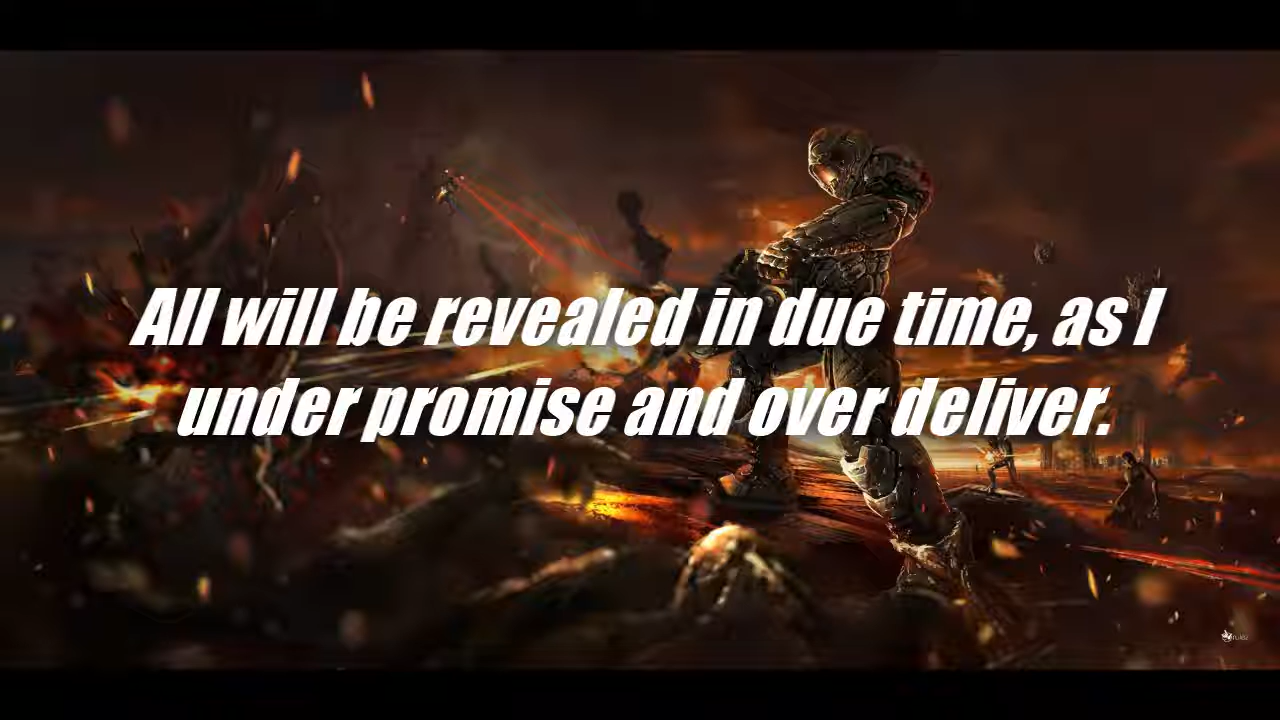 All will be revealed in due time, as I
under promise and over deliver.